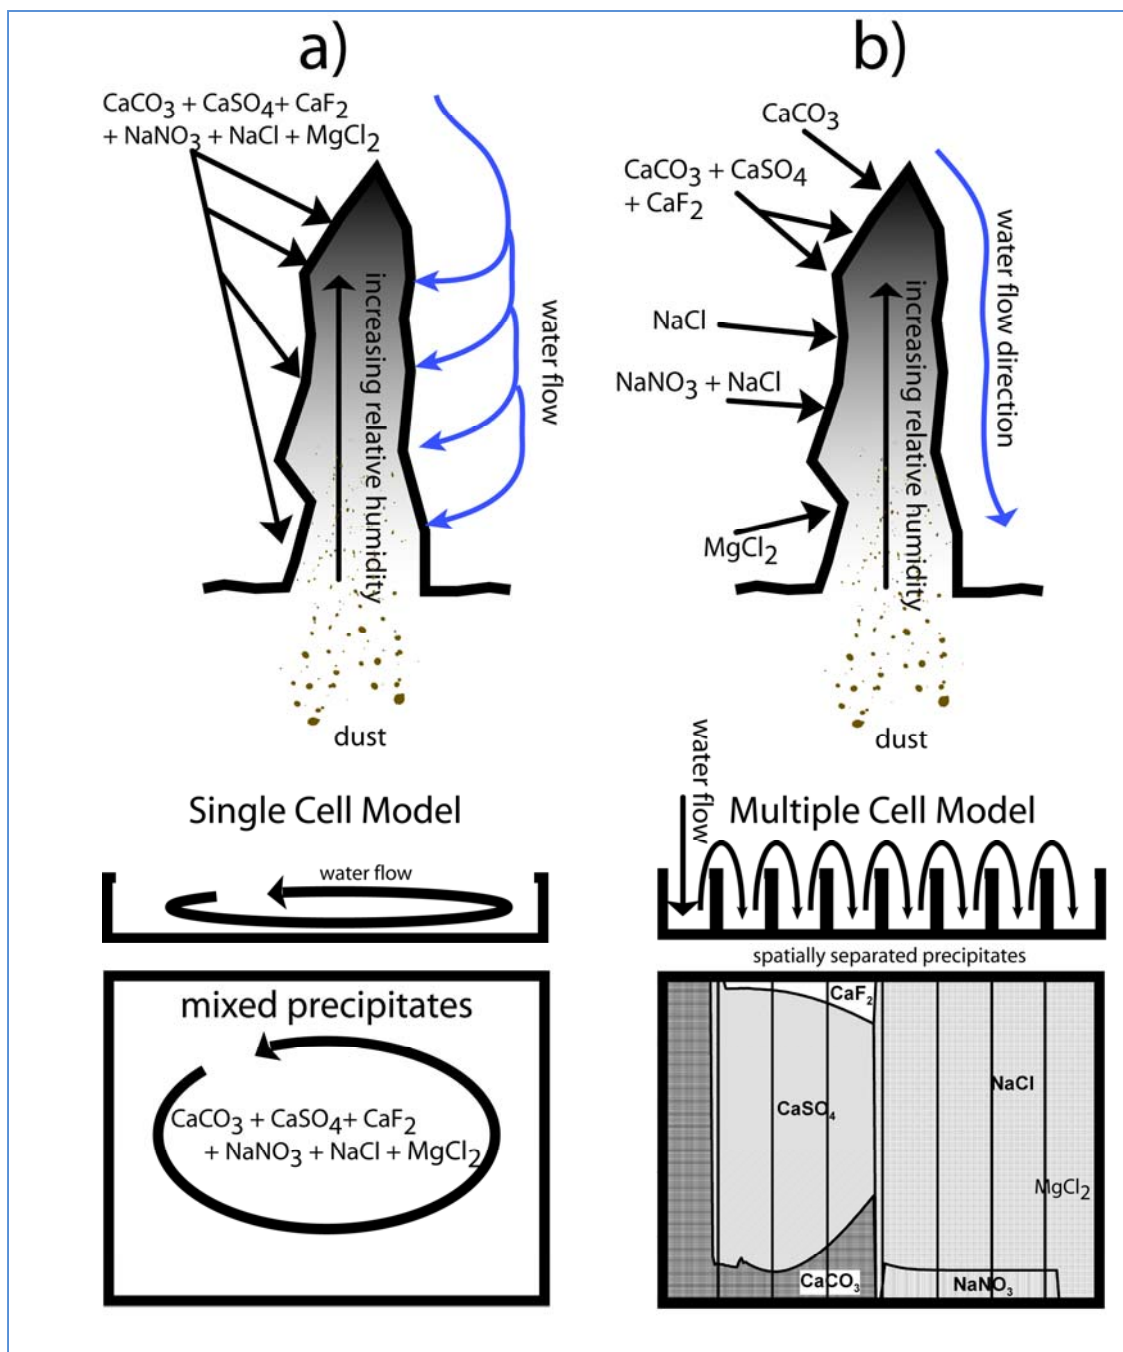 a)
CaCO3 + CaSO4+ CaF2
+ NaNO3 + NaCl + MgCl2
increasing relative humidity
water flow
dust
Single Cell Model
water flow
mixed precipitates
CaCO3 + CaSO4+ CaF2
+ NaNO3 + NaCl + MgCl2
b)
CaCO3
CaCO3 + CaSO4
+ CaF2
NaCl
NaNO3 + NaCl
MgCl2
increasing relative humidity
water flow direction
dust
water flow
Multiple Cell Model
spatially separated precipitates
CaF2
NaCl
CaSO4
MgCl2
CaCO3
NaNO3